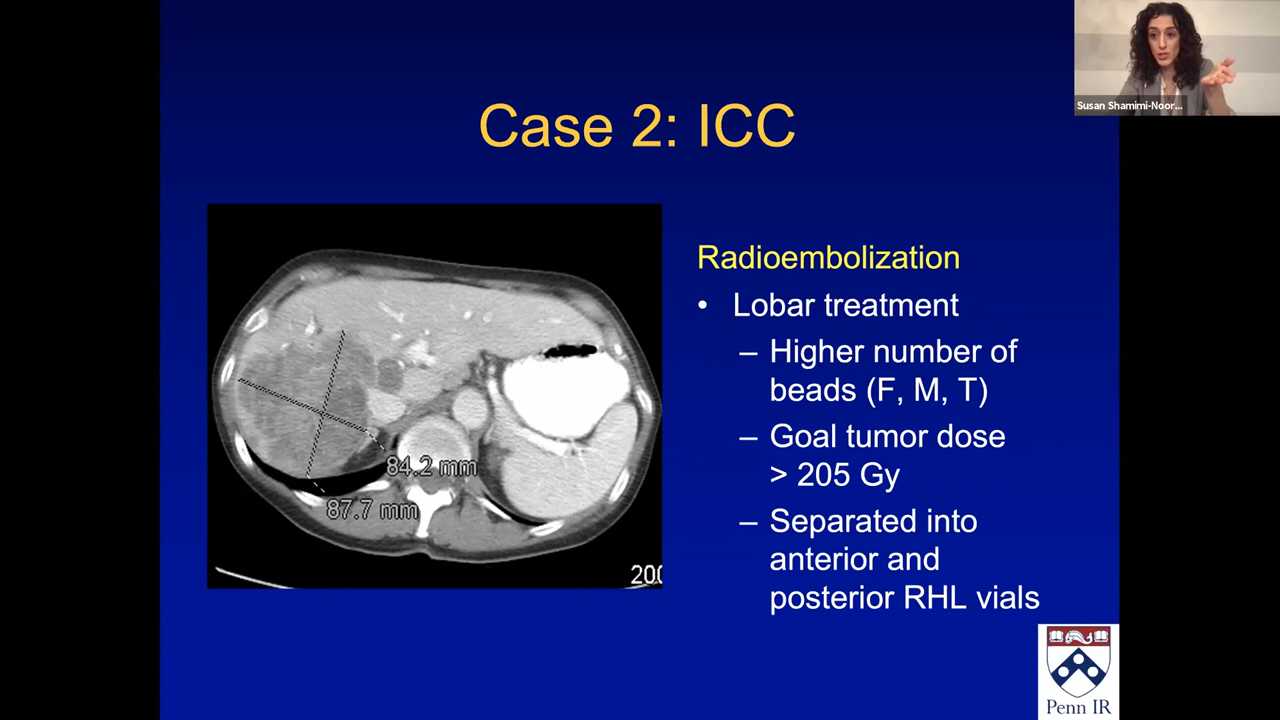 Susan Shamimi-Noor...
Case 2: ICC
Radioembolization
• Lobar treatment
– Higher number of
beads (F, M, T)
– Goal tumor dose
> 205 Gy
– Separated into
anterior and
posterior RHL vials
84.2 mm
87.7 mm
200
Penn IR